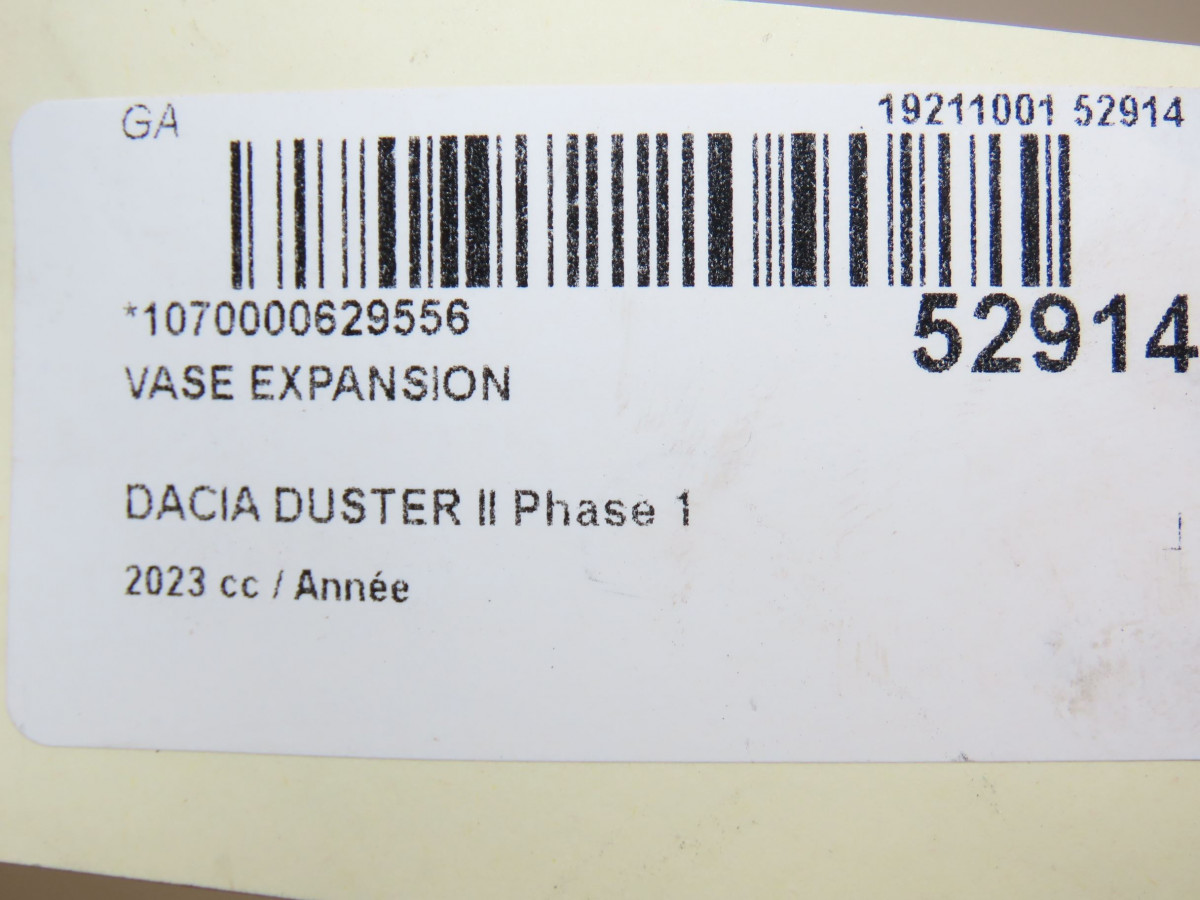 GA
19211001 52914
*1070000629556
52914
VASE EXPANSION
DACIA DUSTER II Phase 1
2023 cc / Année